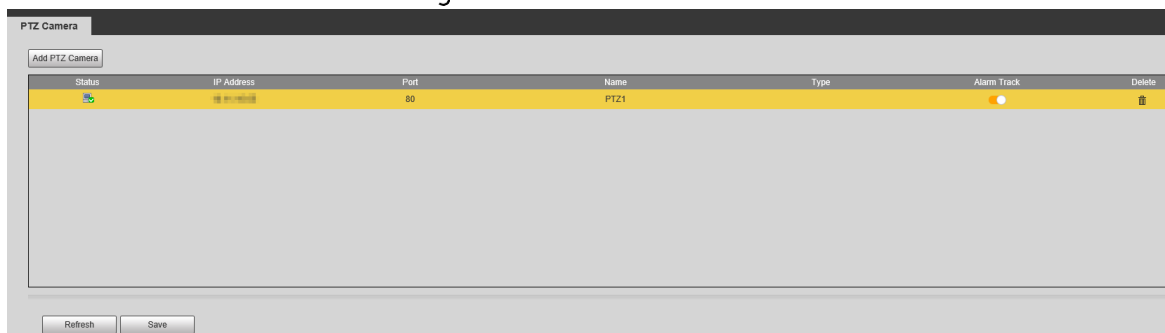 PTZ Camera
Add PTZ Camera
Status IP Address Port Name Type Alarm Track Delete
80 PTZ1
Refresh Save